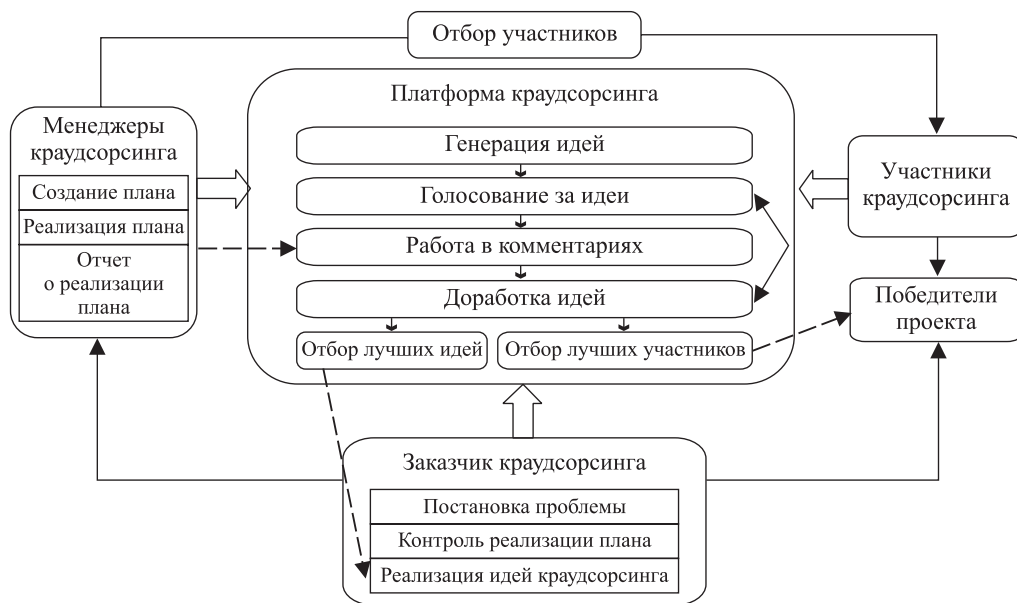 Отбор участников
Платформа краудсорсинга
Менеджеры
краудсорсинга
Создание плана
Реализация плана
Отчет
о реализации
плана
Генерация идей
Голосование за идеи
Работа в комментариях
Доработка идей
Отбор лучших идей
Отбор лучших участников
Участники
краудсорсинга
Победители
проекта
Заказчик краудсорсинга
Постановка проблемы
Контроль реализации плана
Реализация идей краудсорсинга